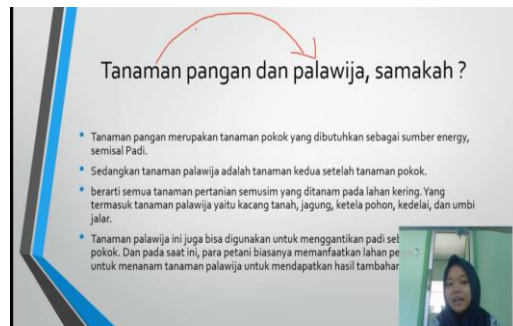 Tanaman pangan dan palawija, samakah ?
Tanaman pangan merupakan tanaman pokok yang dibutuhkan sebagai sumber energy,
semisal Padi.
Sedangkan tanaman palawija adalah tanaman kedua setelah tanaman pokok.
berarti semua tanaman pertanian semusim yang ditanam pada lahan kering. Yang
termasuk tanaman palawija yaitu kacang tanah, jagung, ketela pohon, kedelai, dan umbi
jalar.
Tanaman palawija ini juga bisa digunakan untuk menggantikan padi
pokok. Dan pada saat ini, para petani biasanya memanfaatkan lahan
untuk menanam tanaman palawija untuk mendapatkan hasil tambahan